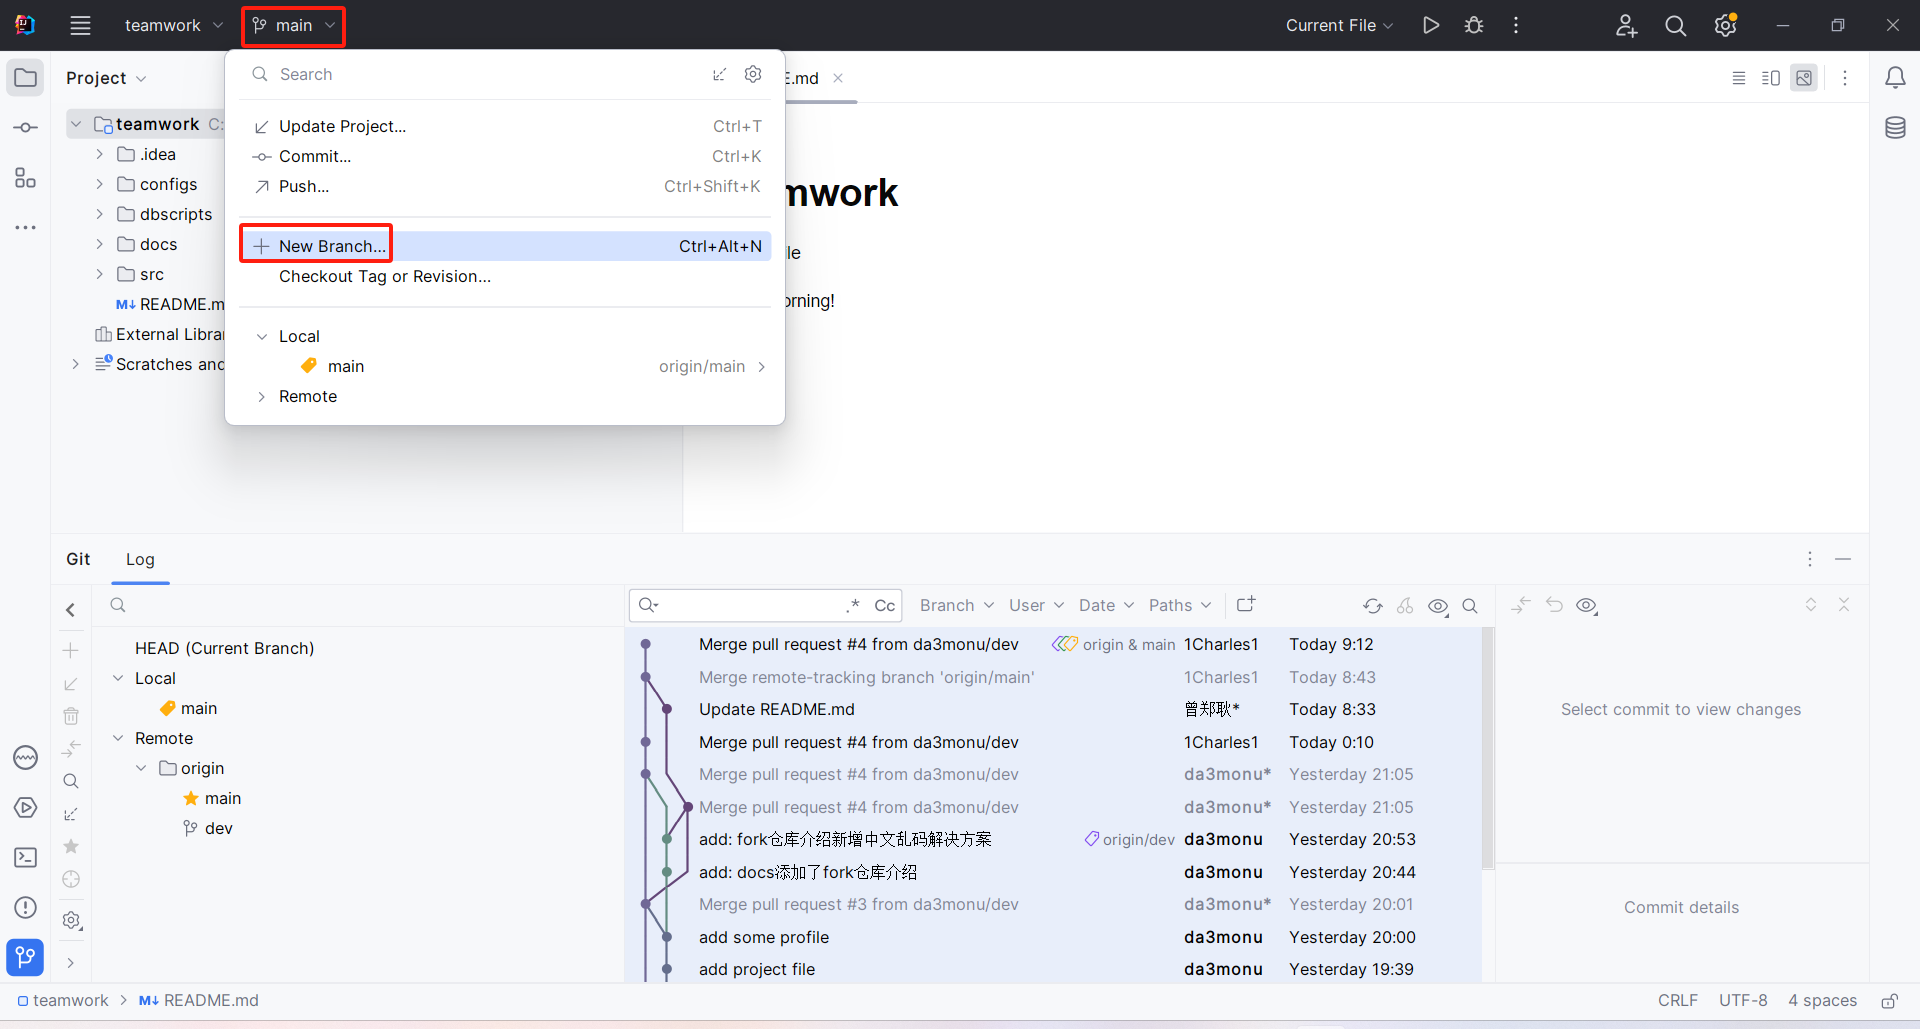 teamwork main Current File
Project
Search
E.md
teamwork C:
Update Project... Ctrl+T
.idea
Commit... Ctrl+K
configs
Push... Ctrl+Shift+K
mwork
dbscripts
docs
New Branch... Ctrl+Alt+N
le
src
Checkout Tag or Revision...
README.m
orning!
External Libra
Local
Scratches and
main origin/main
Remote
Git Log
.* Cc Branch User Date Paths
HEAD (Current Branch)
Local
main
Remote
origin
main
dev
Merge pull request #4 from da3monu/dev origin & main 1Charles1 Today 9:12
Merge remote-tracking branch 'origin/main' 1Charles1 Today 8:43
Update README.md 曾郑耿* Today 8:33
Merge pull request #4 from da3monu/dev 1Charles1 Today 0:10
Merge pull request #4 from da3monu/dev da3monu* Yesterday 21:05
Merge pull request #4 from da3monu/dev da3monu* Yesterday 21:05
add: fork仓库介绍新增中文乱码解决方案 origin/dev da3monu Yesterday 20:53
add: docs添加了fork仓库介绍 da3monu Yesterday 20:44
Merge pull request #3 from da3monu/dev da3monu* Yesterday 20:01
add some profile da3monu Yesterday 20:00
add project file da3monu Yesterday 19:39
Select commit to view changes
Commit details
teamwork M↓ README.md CRLF UTF-8 4 spaces